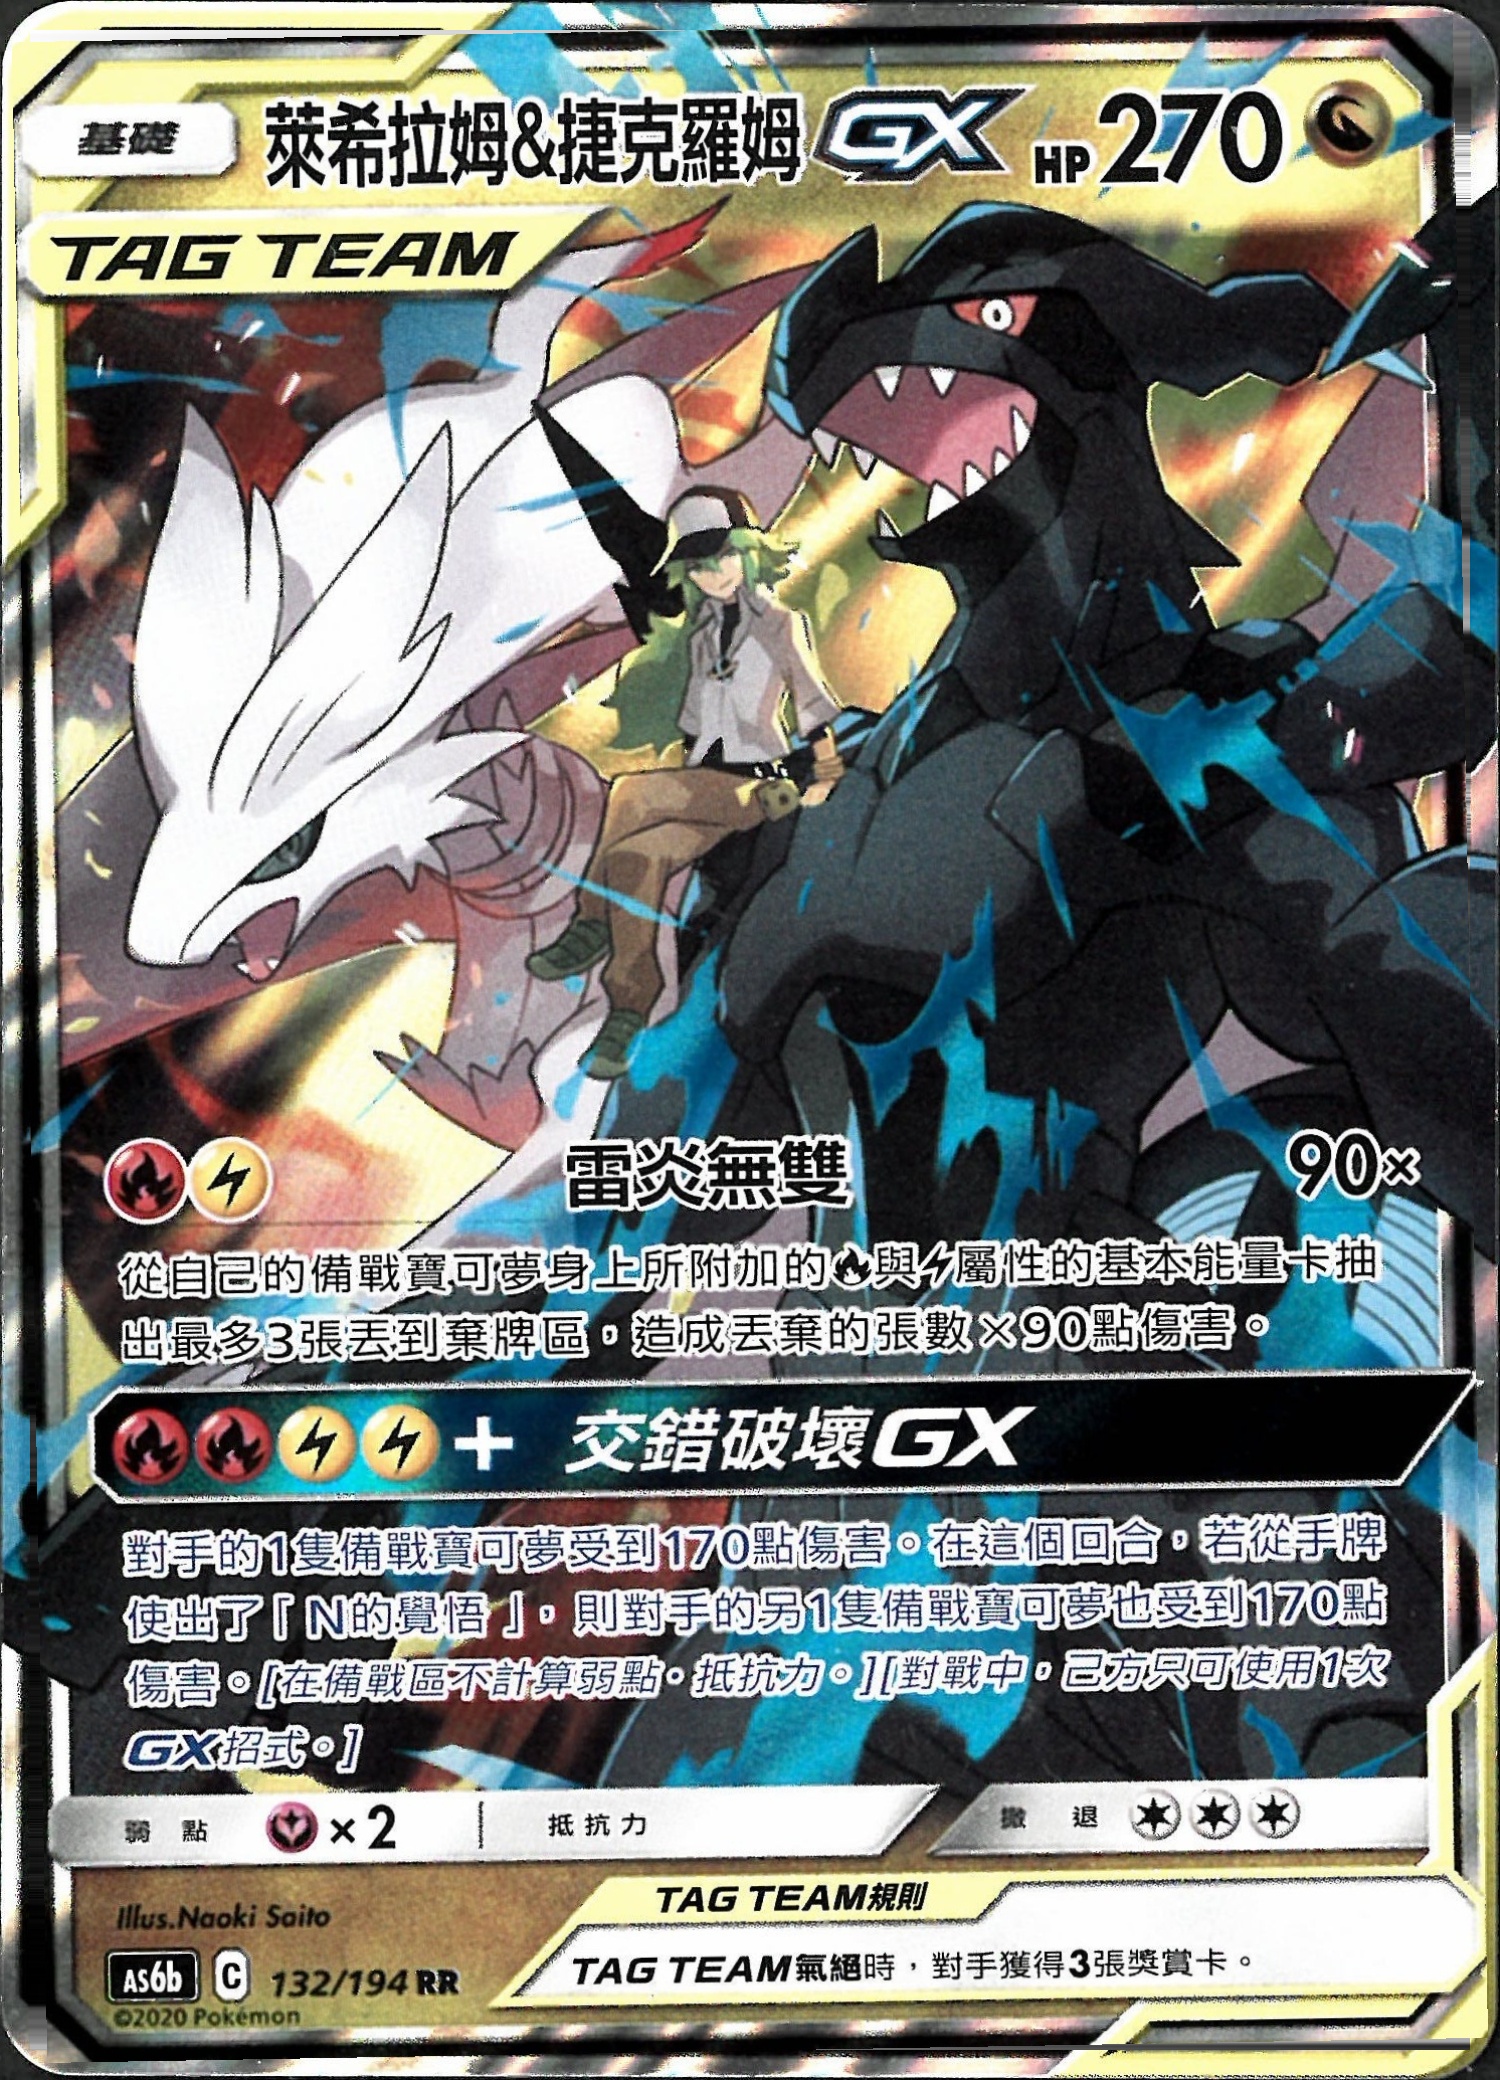 基礎 萊希拉姆&捷克羅姆GX HP270
TAG TEAM
雷炎無雙 90×
從自己的備戰寶可夢身上所附加的與屬性的基本能量卡抽
出最多3張丟到棄牌區,造成丟棄的張數×90點傷害。
+ 交錯破壞GX
對手的1隻備戰寶可夢受到170點傷害。在這個回合,若從手牌
使出了「N的覺悟」,則對手的另1隻備戰寶可夢也受到170點
傷害。[在備戰區不計算弱點・抵抗力。][對戰中,己方只可使用1次
GX招式。]
弱點 ×2 抵抗力 撤退
Illus.Naoki Saito
TAG TEAM規則
TAG TEAM氣絕時,對手獲得3張獎賞卡。
AS6b C 132/194 RR
©2020 Pokémon